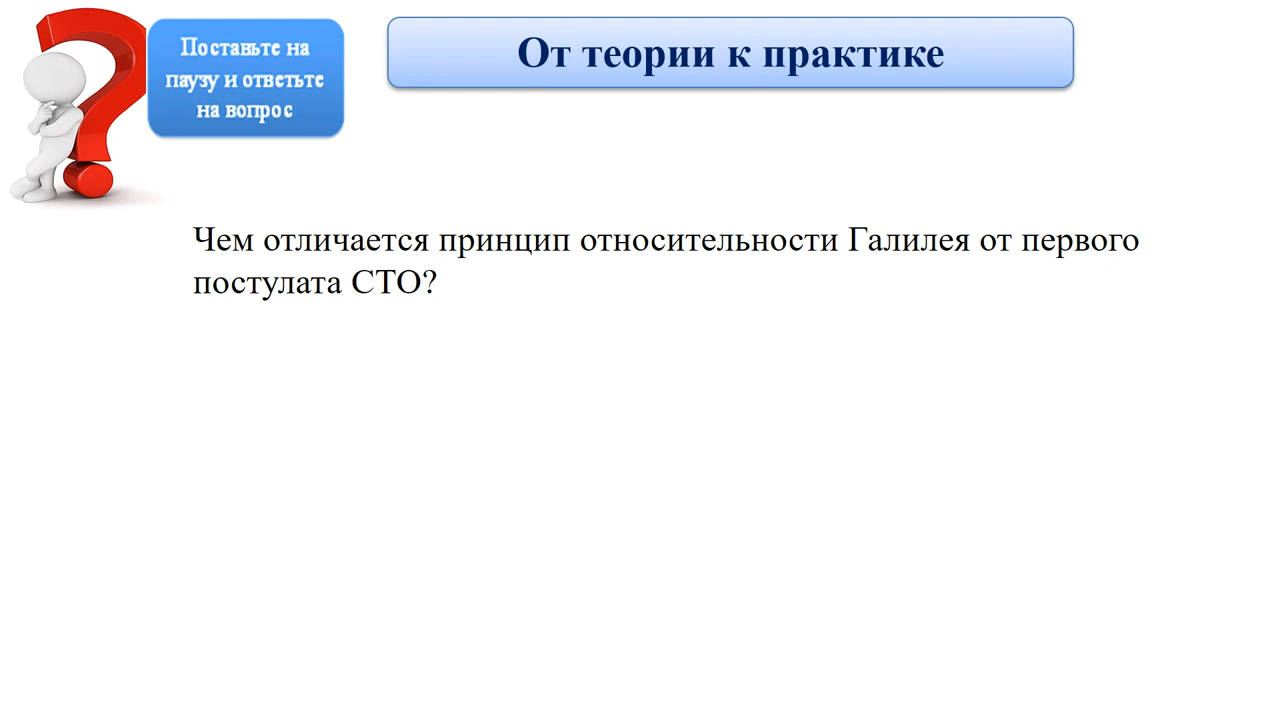 Поставьте на
паузу и ответьте
на вопрос
От теории к практике
Чем отличается принцип относительности Галилея от первого
постулата СТО?